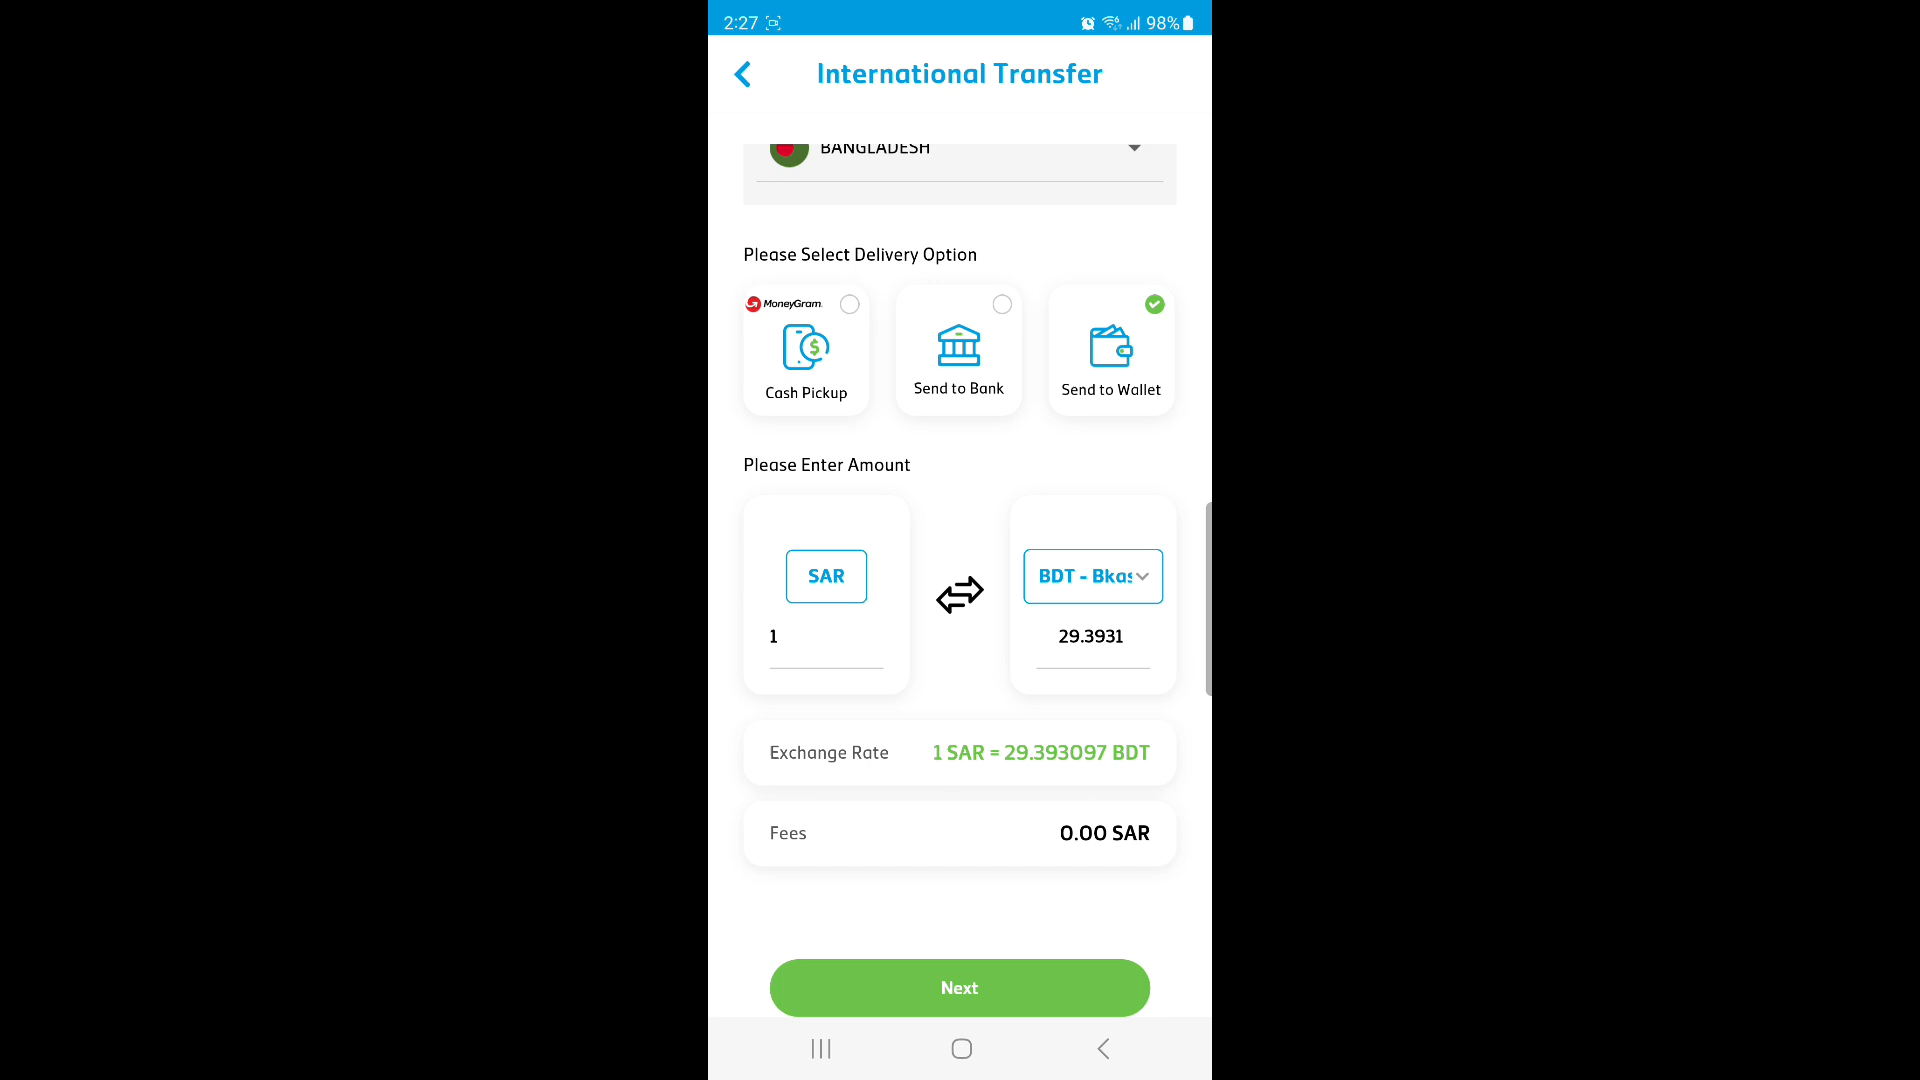 2:27 98%
International Transfer
BANGLADESH
Please Select Delivery Option
MoneyGram.
Cash Pickup
Send to Bank
Send to Wallet
Please Enter Amount
SAR
BDT - Bkas
1
29.3931
Exchange Rate 1 SAR = 29.393097 BDT
Fees 0.00 SAR
Next